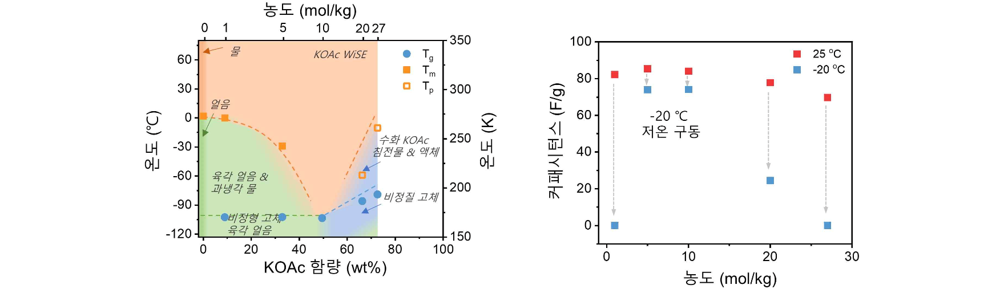 농도 (mol/kg)
0 1 5 10 20 27
350
300
250
200
150
온도 (K)
60
30
0
-30
-60
-90
-120
온도 (℃)
물
KOAc WiSE
Tg
Tm
Tp
얼음
수화 KOAc
침전물 & 액체
육각 얼음 &
과냉각 물
비정질 고체
비정형 고체
육각 얼음
0 20 40 60 80 100
KOAc 함량 (wt%)
100
80
60
40
20
0
커패시턴스 (F/g)
25 ºC
-20 ºC
-20 ℃
저온 구동
0 10 20 30
농도 (mol/kg)